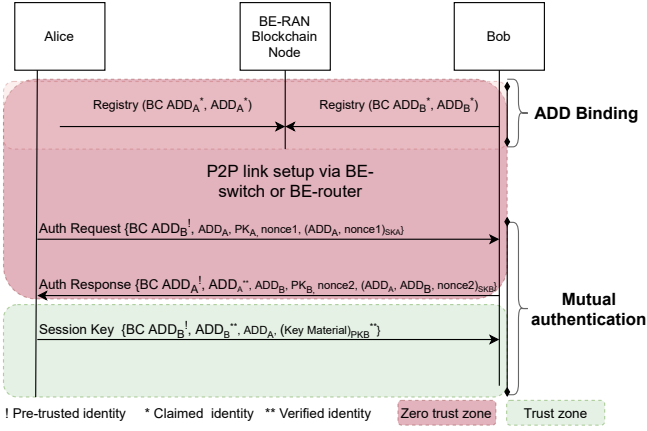 Alice
BE-RAN
Blockchain
Node
Bob
Registry (BC ADD_A*, ADD_A*)
Registry (BC ADD_B*, ADD_B*)
ADD Binding
P2P link setup via BE-
switch or BE-router
Auth Request {BC ADD_B!, ADD_A, PK_A, nonce1, (ADD_A, nonce1)_SKA}
Auth Response {BC ADD_A!, ADD_A**, ADD_B, PK_B, nonce2, (ADD_A, ADD_B, nonce2)_SKB}
Mutual
authentication
Session Key {BC ADD_B!, ADD_B**, ADD_A, (Key Material)_PKB**}
! Pre-trusted identity * Claimed identity ** Verified identity Zero trust zone Trust zone